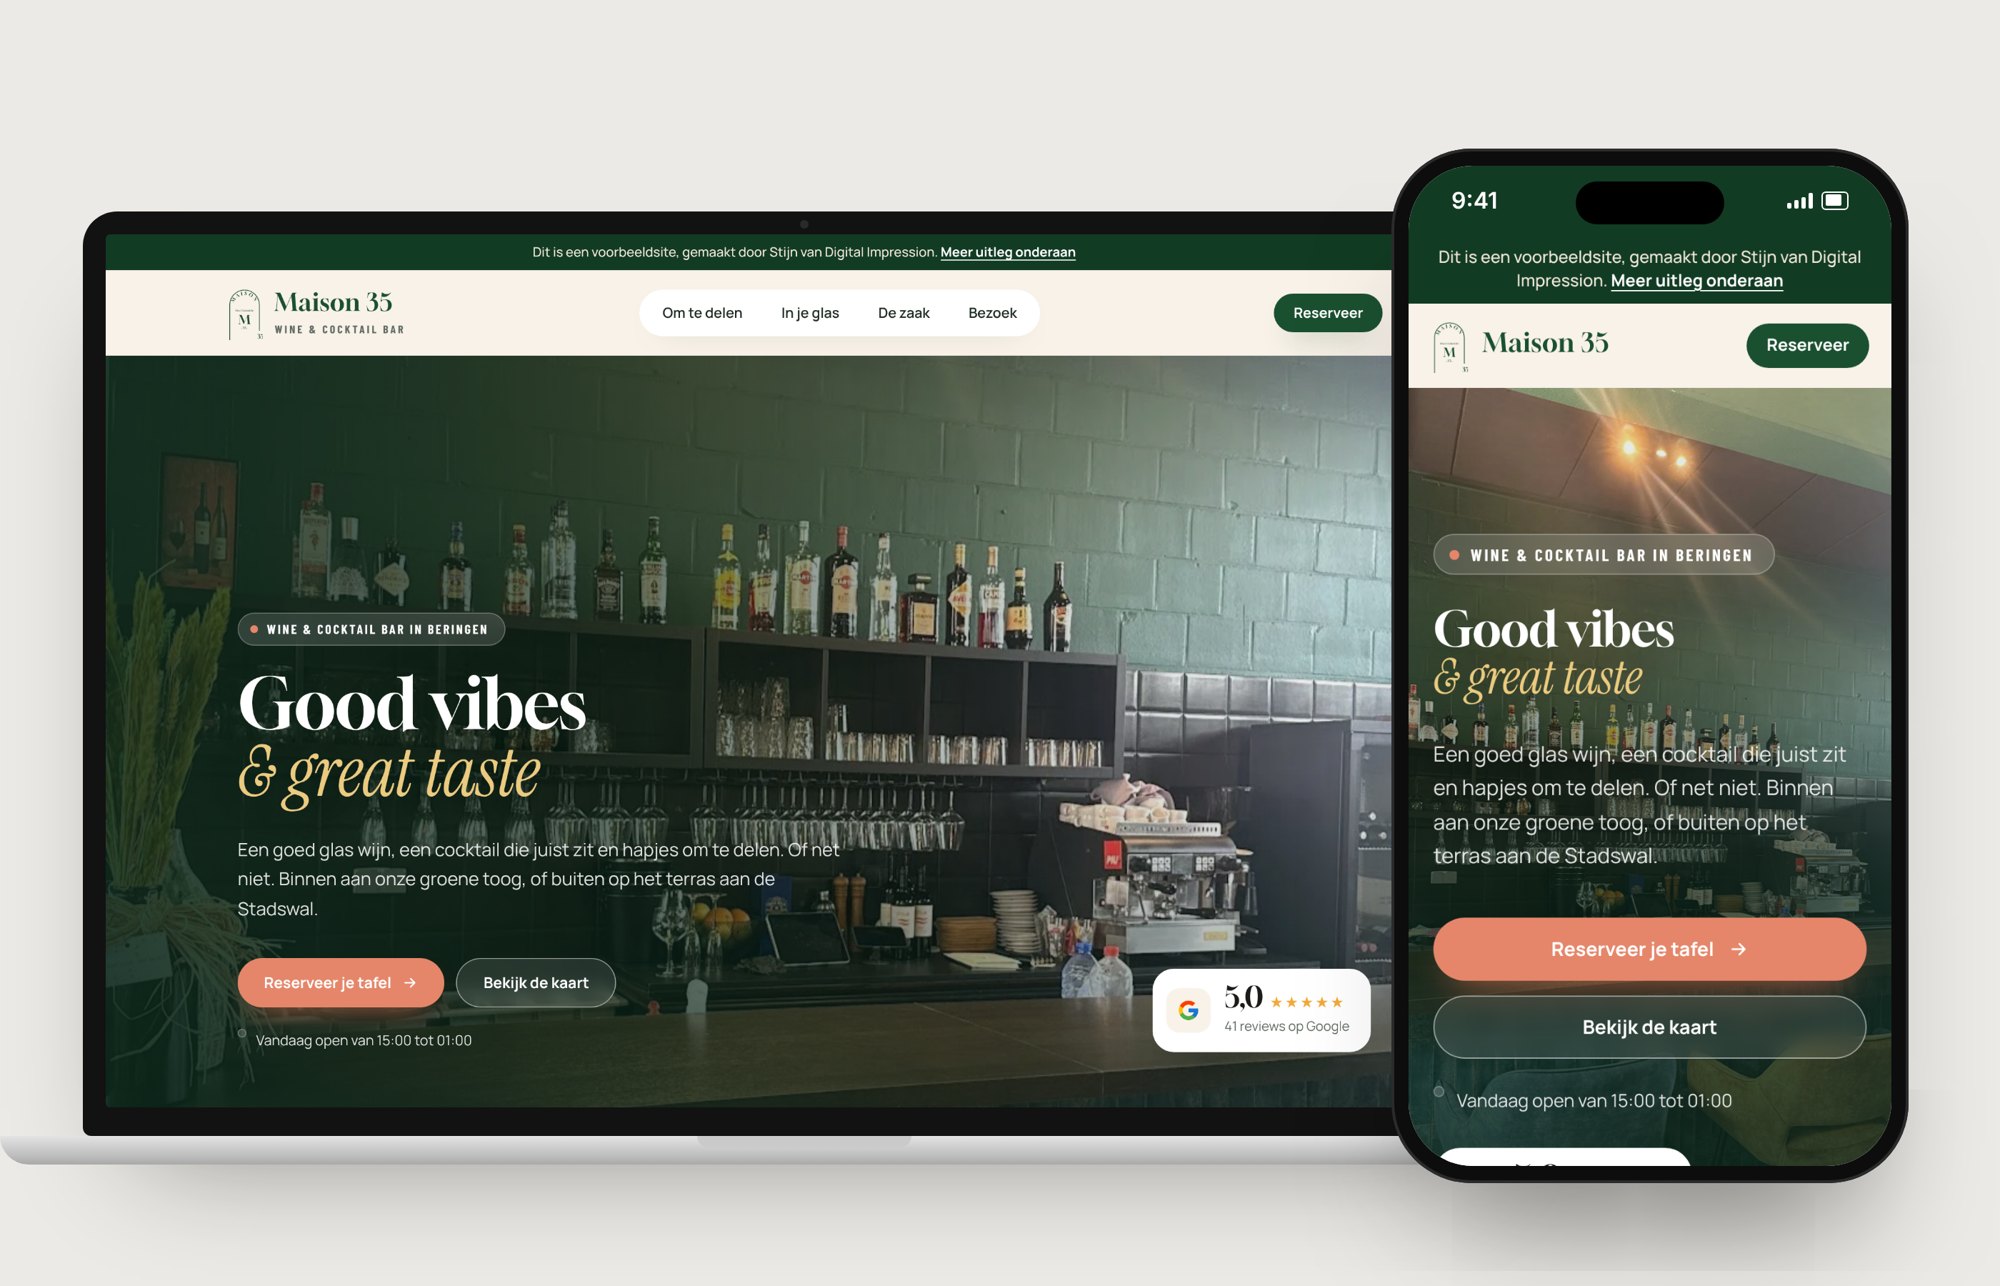 Dit is een voorbeeldsite, gemaakt door Stijn van Digital Impression. Meer uitleg onderaan
MAISON
M
35
Maison 35
WINE & COCKTAIL BAR
Om te delen
In je glas
De zaak
Bezoek
Reserveer
WINE & COCKTAIL BAR IN BERINGEN
Good vibes
& great taste
Een goed glas wijn, een cocktail die juist zit en hapjes om te delen. Of net
niet. Binnen aan onze groene toog, of buiten op het terras aan de
Stadswal.
Reserveer je tafel →
Bekijk de kaart
Vandaag open van 15:00 tot 01:00
G
5,0 ★★★★★
41 reviews op Google
9:41
Dit is een voorbeeldsite, gemaakt door Stijn van Digital
Impression. Meer uitleg onderaan
MAISON
M
35
Maison 35
Reserveer
WINE & COCKTAIL BAR IN BERINGEN
Good vibes
& great taste
Een goed glas wijn, een cocktail die juist zit
en hapjes om te delen. Of net niet. Binnen
aan onze groene toog, of buiten op het
terras aan de Stadswal.
Reserveer je tafel →
Bekijk de kaart
Vandaag open van 15:00 tot 01:00